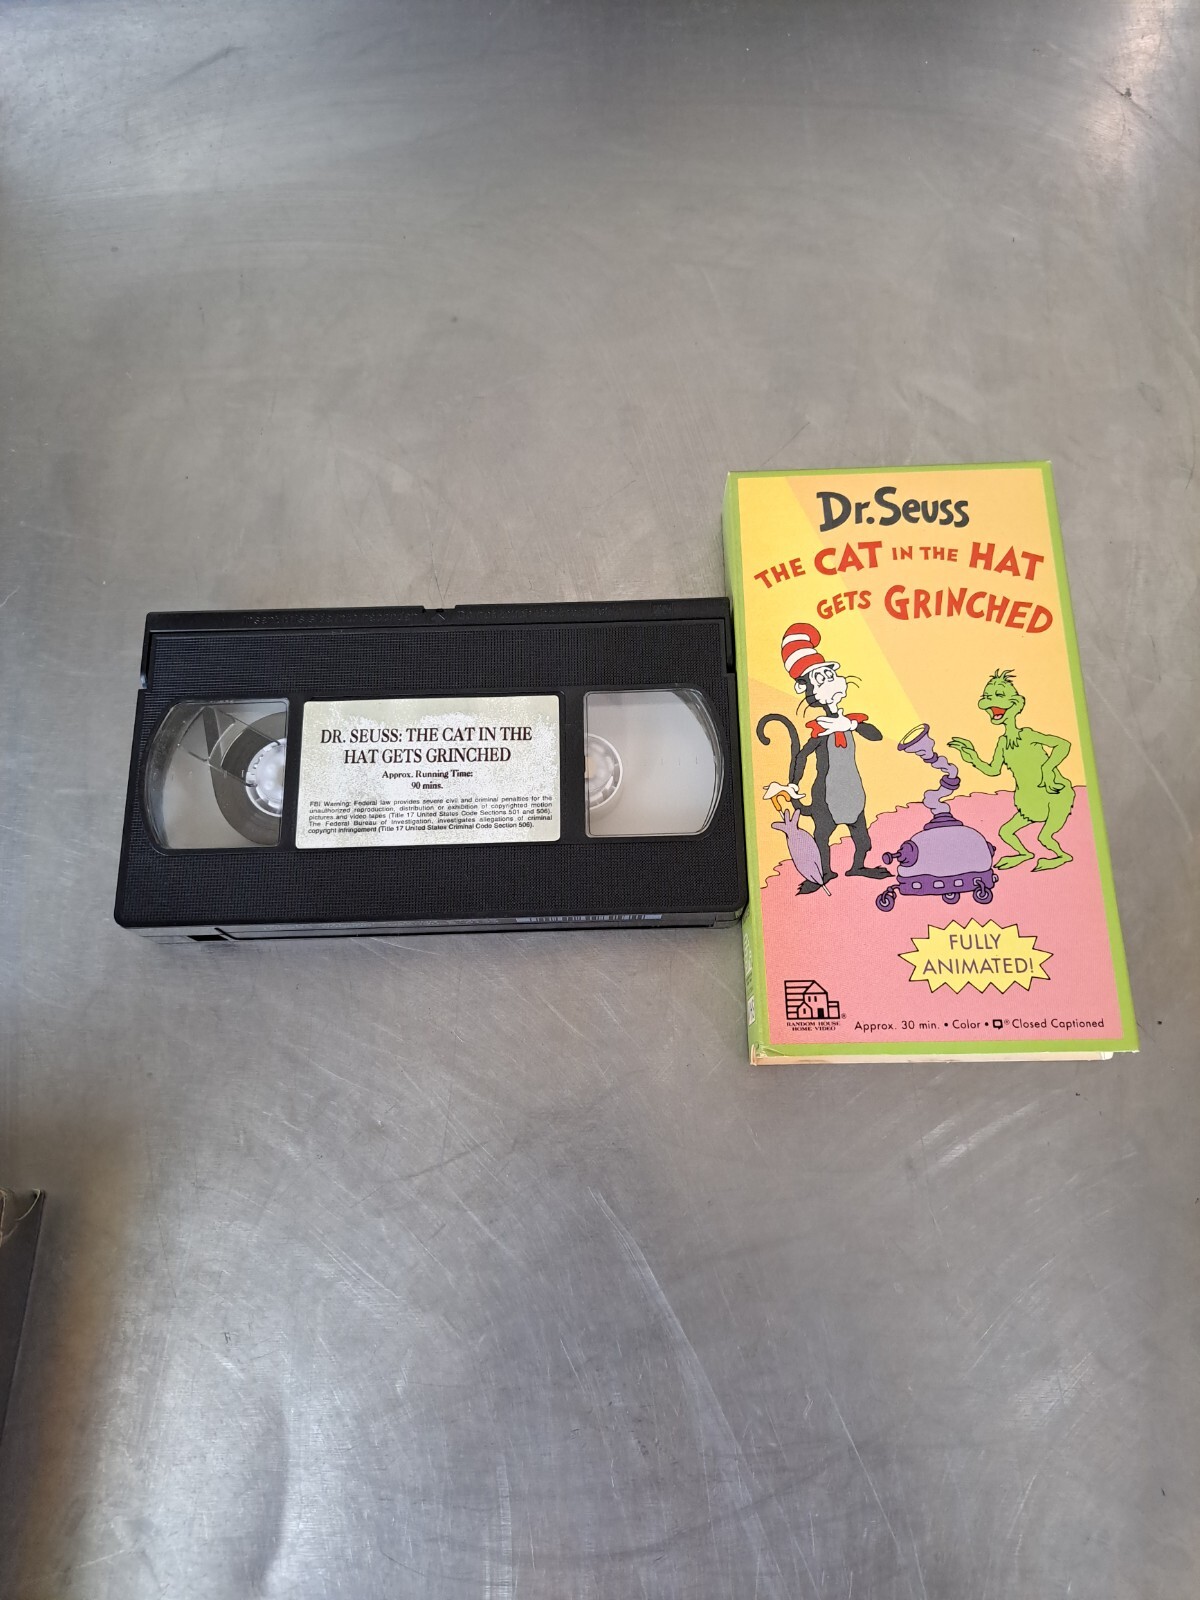 DR. SEUSS: THE CAT IN THE
HAT GETS GRINCHED
Approx. Running Time:
90 mins.
FBI Warning: Federal law provides severe civil and criminal penalties for the
unauthorized reproduction, distribution or exhibition of copyrighted motion
pictures and video tapes (Title 17 United States Code Sections 501 and 506).
The Federal Bureau of Investigation, investigates allegations of criminal
copyright infringement (Title 17 United States Criminal Code Section 506).
Dr. Seuss
THE CAT IN THE HAT
GETS GRINCHED
FULLY
ANIMATED!
RANDOM HOUSE ®
HOME VIDEO
Approx. 30 min. • Color • ® Closed Captioned